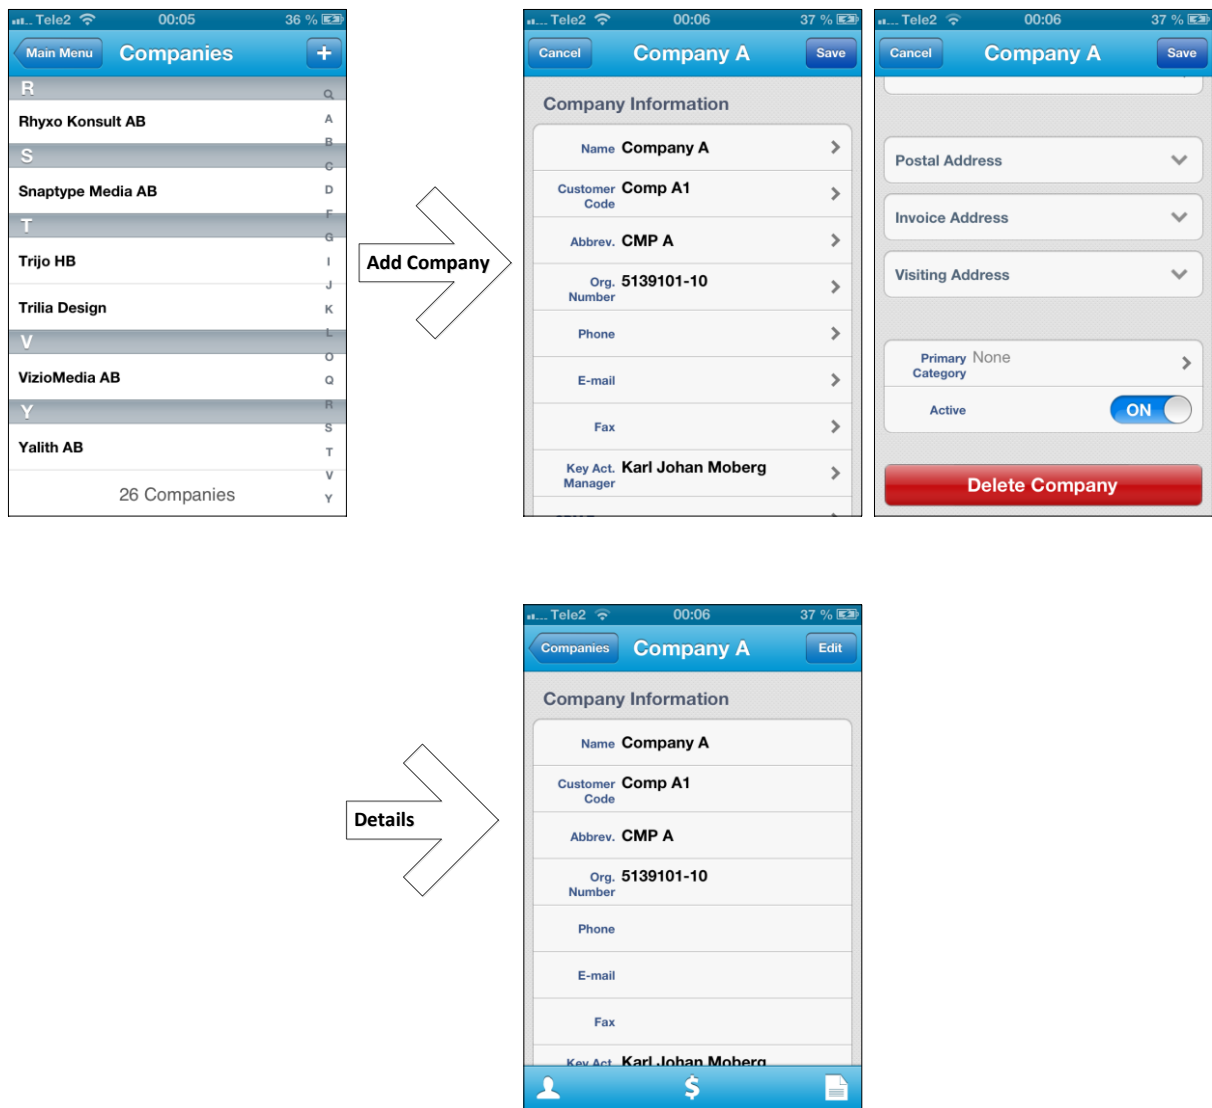 Tele2 00:05 36 %
Main Menu Companies +
R
Rhyxo Konsult AB
S
Snaptype Media AB
T
Trijo HB
Trilia Design
V
VizioMedia AB
Y
Yalith AB
26 Companies
A
B
C
D
F
G
I
J
K
L
O
Q
R
S
T
V
Y
Add Company
Tele2 00:06 37 %
Cancel Company A Save
Company Information
Name Company A
Customer Comp A1
Code
Abbrev. CMP A
Org. 5139101-10
Number
Phone
E-mail
Fax
Key Act. Karl Johan Moberg
Manager
Tele2 00:06 37 %
Cancel Company A Save
Postal Address
Invoice Address
Visiting Address
Primary None
Category
Active ON
Delete Company
Details
Tele2 00:06 37 %
Companies Company A Edit
Company Information
Name Company A
Customer Comp A1
Code
Abbrev. CMP A
Org. 5139101-10
Number
Phone
E-mail
Fax
Key Act. Karl Johan Moberg
$